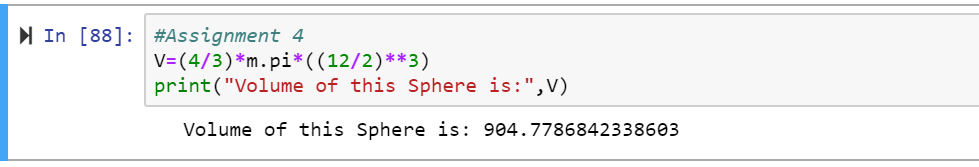 In [88]:
#Assignment 4
V=(4/3)*m.pi*((12/2)**3)
print("Volume of this Sphere is:",V)
Volume of this Sphere is: 904.7786842338603